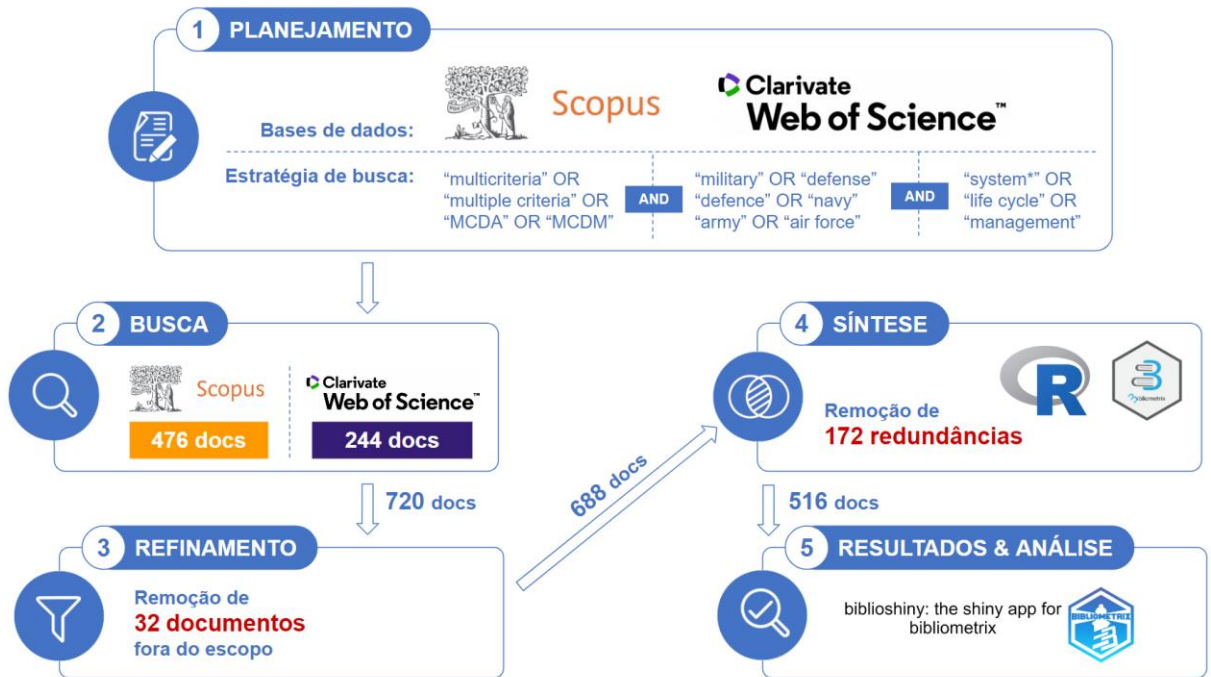 1 PLANEJAMENTO
Bases de dados:
Scopus
Clarivate
Web of Science™
Estratégia de busca:
“multicriteria” OR
“multiple criteria” OR
“MCDA” OR “MCDM”
AND
“military” OR “defense”
“defence” OR “navy”
“army” OR “air force”
AND
“system*” OR
“life cycle” OR
“management”
2 BUSCA
Scopus
476 docs
Clarivate
Web of Science™
244 docs
720 docs
3 REFINAMENTO
Remoção de
32 documentos
fora do escopo
688 docs
4 SÍNTESE
R
bibliometrix
Remoção de
172 redundâncias
516 docs
5 RESULTADOS & ANÁLISE
biblioshiny: the shiny app for
bibliometrix
BIBLIOMETRIX